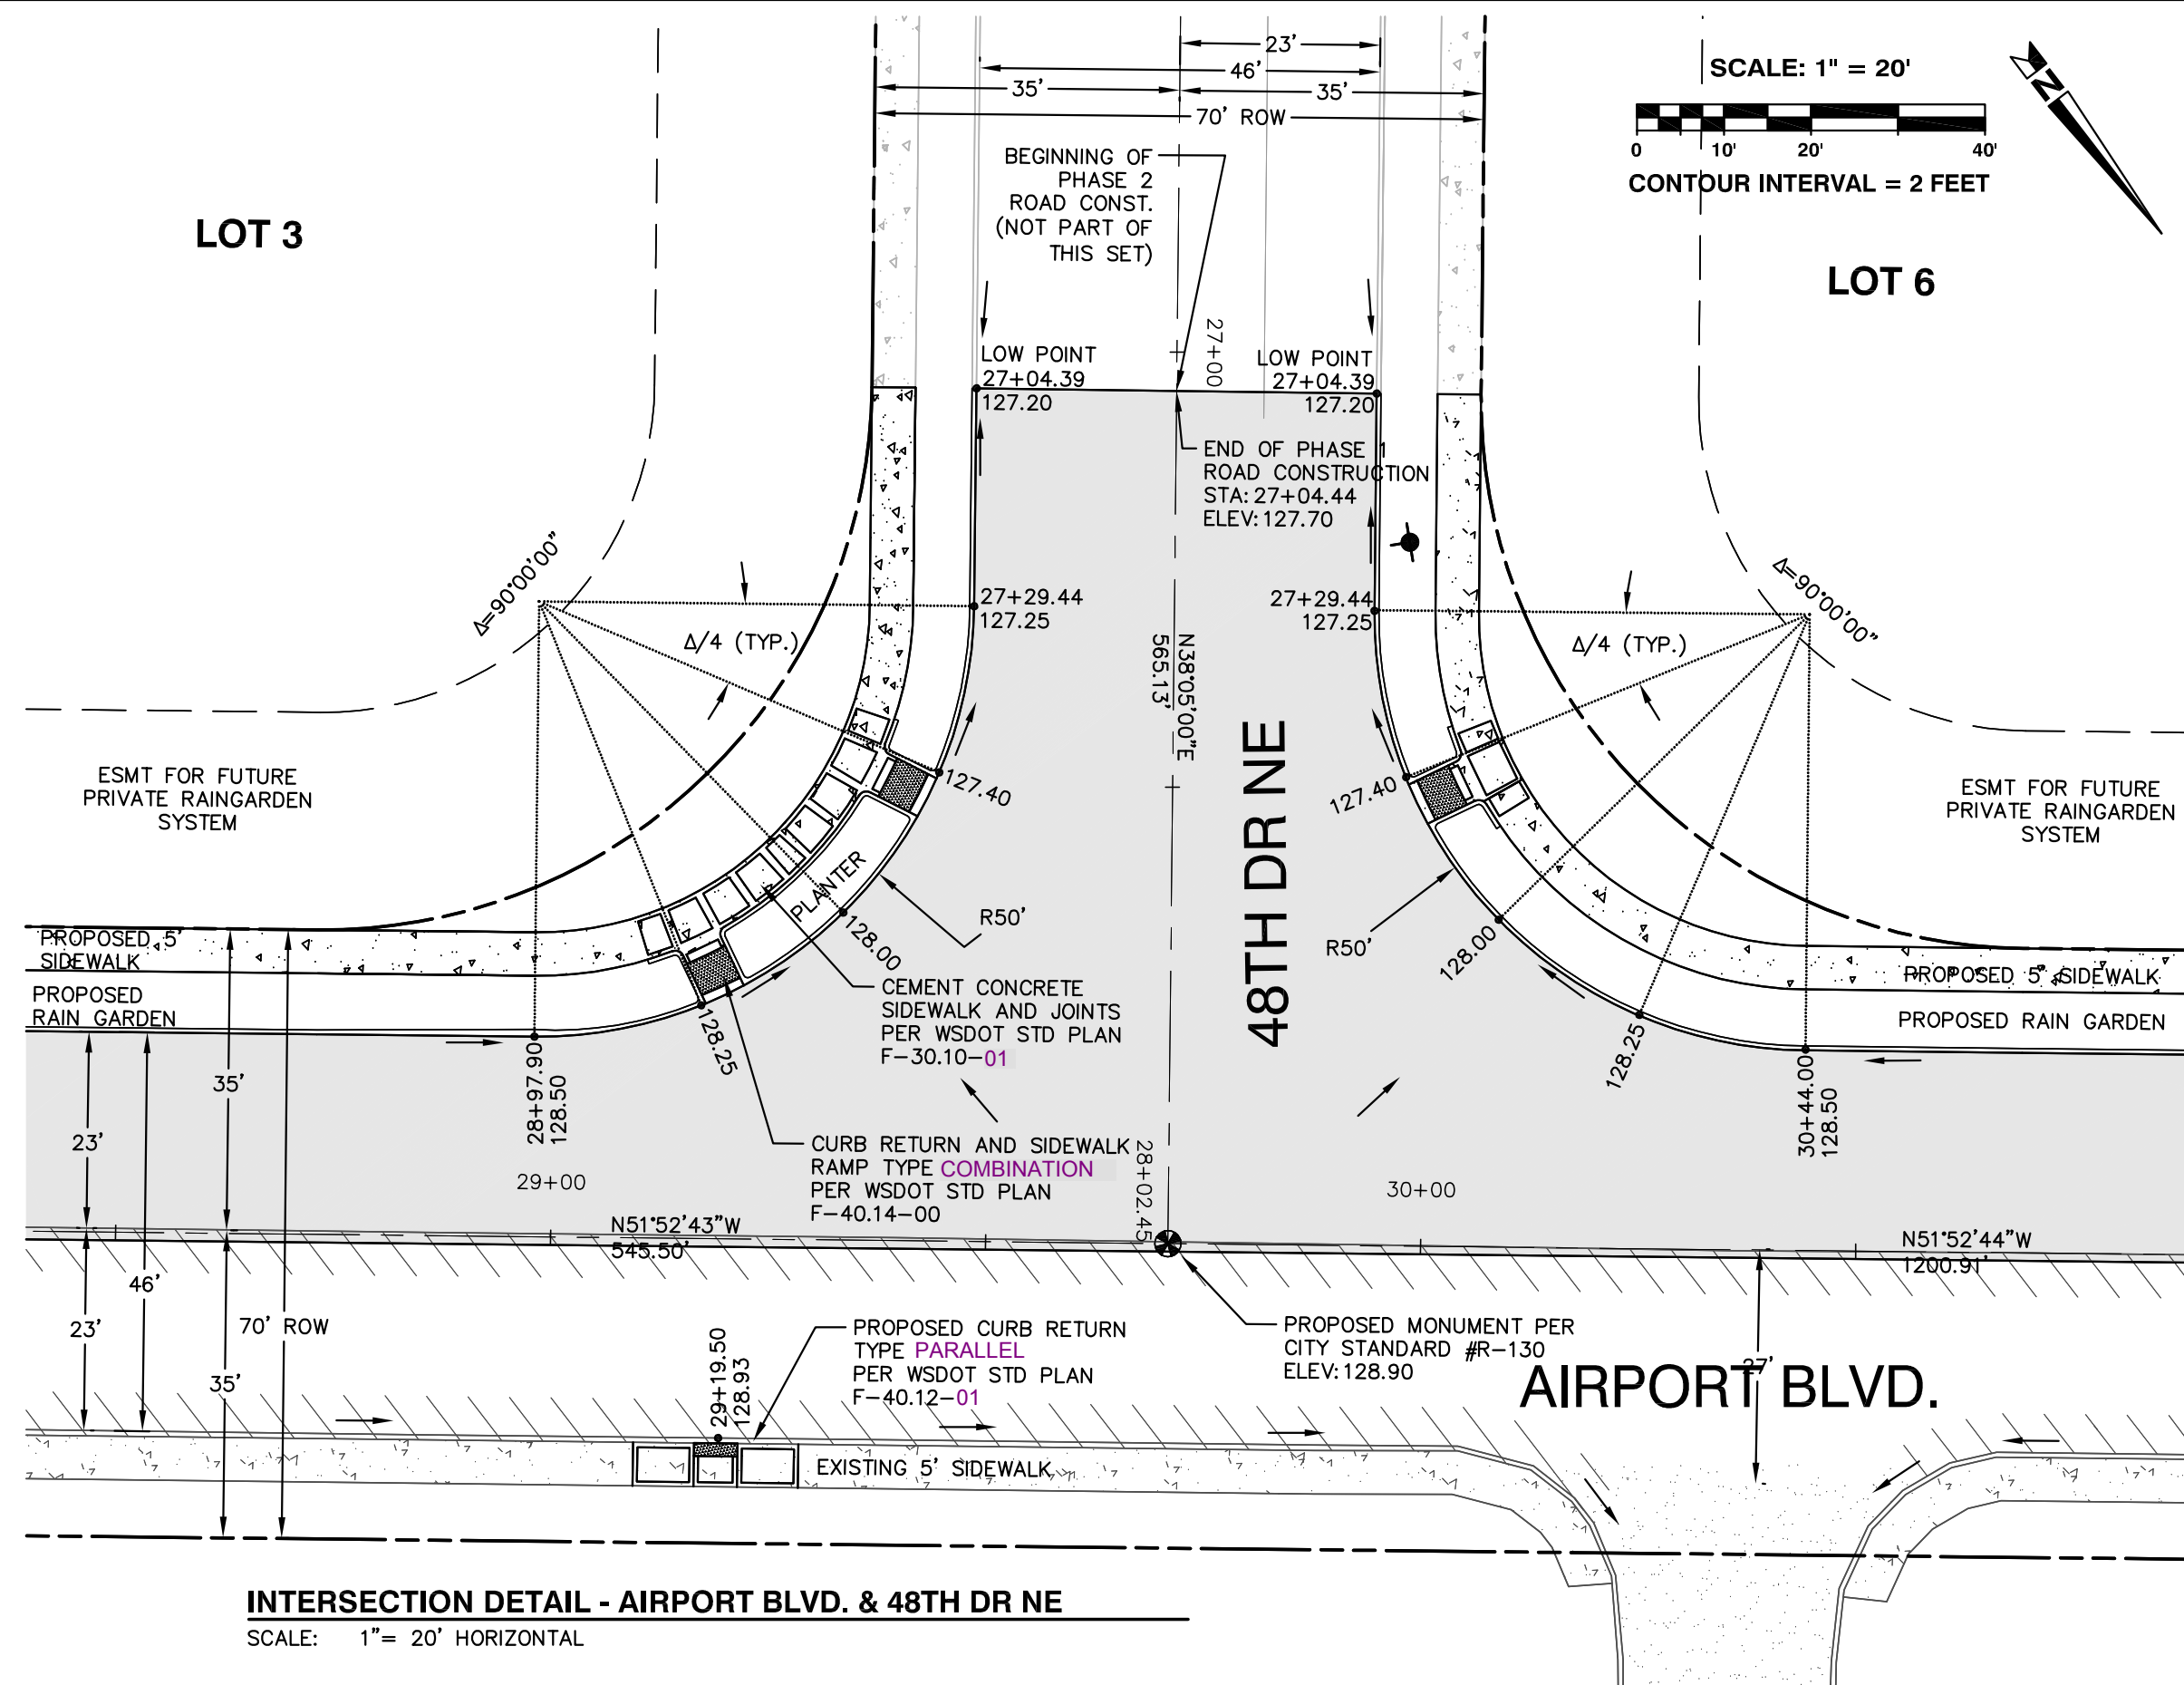 23'
46'
35'
35'
70' ROW
SCALE: 1" = 20'
0 10' 20' 40'
CONTOUR INTERVAL = 2 FEET
N
BEGINNING OF
PHASE 2
ROAD CONST.
(NOT PART OF
THIS SET)
LOT 3
LOT 6
27+00
LOW POINT
27+04.39
127.20
LOW POINT
27+04.39
127.20
END OF PHASE 1
ROAD CONSTRUCTION
STA: 27+04.44
ELEV: 127.70
Δ=90°00'00"
Δ/4 (TYP.)
27+29.44
127.25
27+29.44
127.25
Δ/4 (TYP.)
Δ=90°00'00"
N38°05'00"E
565.13'
48TH DR NE
ESMT FOR FUTURE
PRIVATE RAINGARDEN
SYSTEM
127.40
127.40
ESMT FOR FUTURE
PRIVATE RAINGARDEN
SYSTEM
PLANTER
R50'
R50'
128.00
128.00
PROPOSED 5'
SIDEWALK
PROPOSED
RAIN GARDEN
PROPOSED 5' SIDEWALK
PROPOSED RAIN GARDEN
CEMENT CONCRETE
SIDEWALK AND JOINTS
PER WSDOT STD PLAN
F-30.10-01
128.25
128.25
28+97.90
128.50
30+44.00
128.50
35'
23'
CURB RETURN AND SIDEWALK
RAMP TYPE COMBINATION
PER WSDOT STD PLAN
F-40.14-00
28+02.45
29+00
30+00
N51°52'43"W
545.50'
N51°52'44"W
1200.91'
46'
23'
70' ROW
35'
29+19.50
128.93
PROPOSED CURB RETURN
TYPE PARALLEL
PER WSDOT STD PLAN
F-40.12-01
PROPOSED MONUMENT PER
CITY STANDARD #R-130
ELEV: 128.90
27'
AIRPORT BLVD.
EXISTING 5' SIDEWALK
INTERSECTION DETAIL - AIRPORT BLVD. & 48TH DR NE
SCALE: 1"= 20' HORIZONTAL